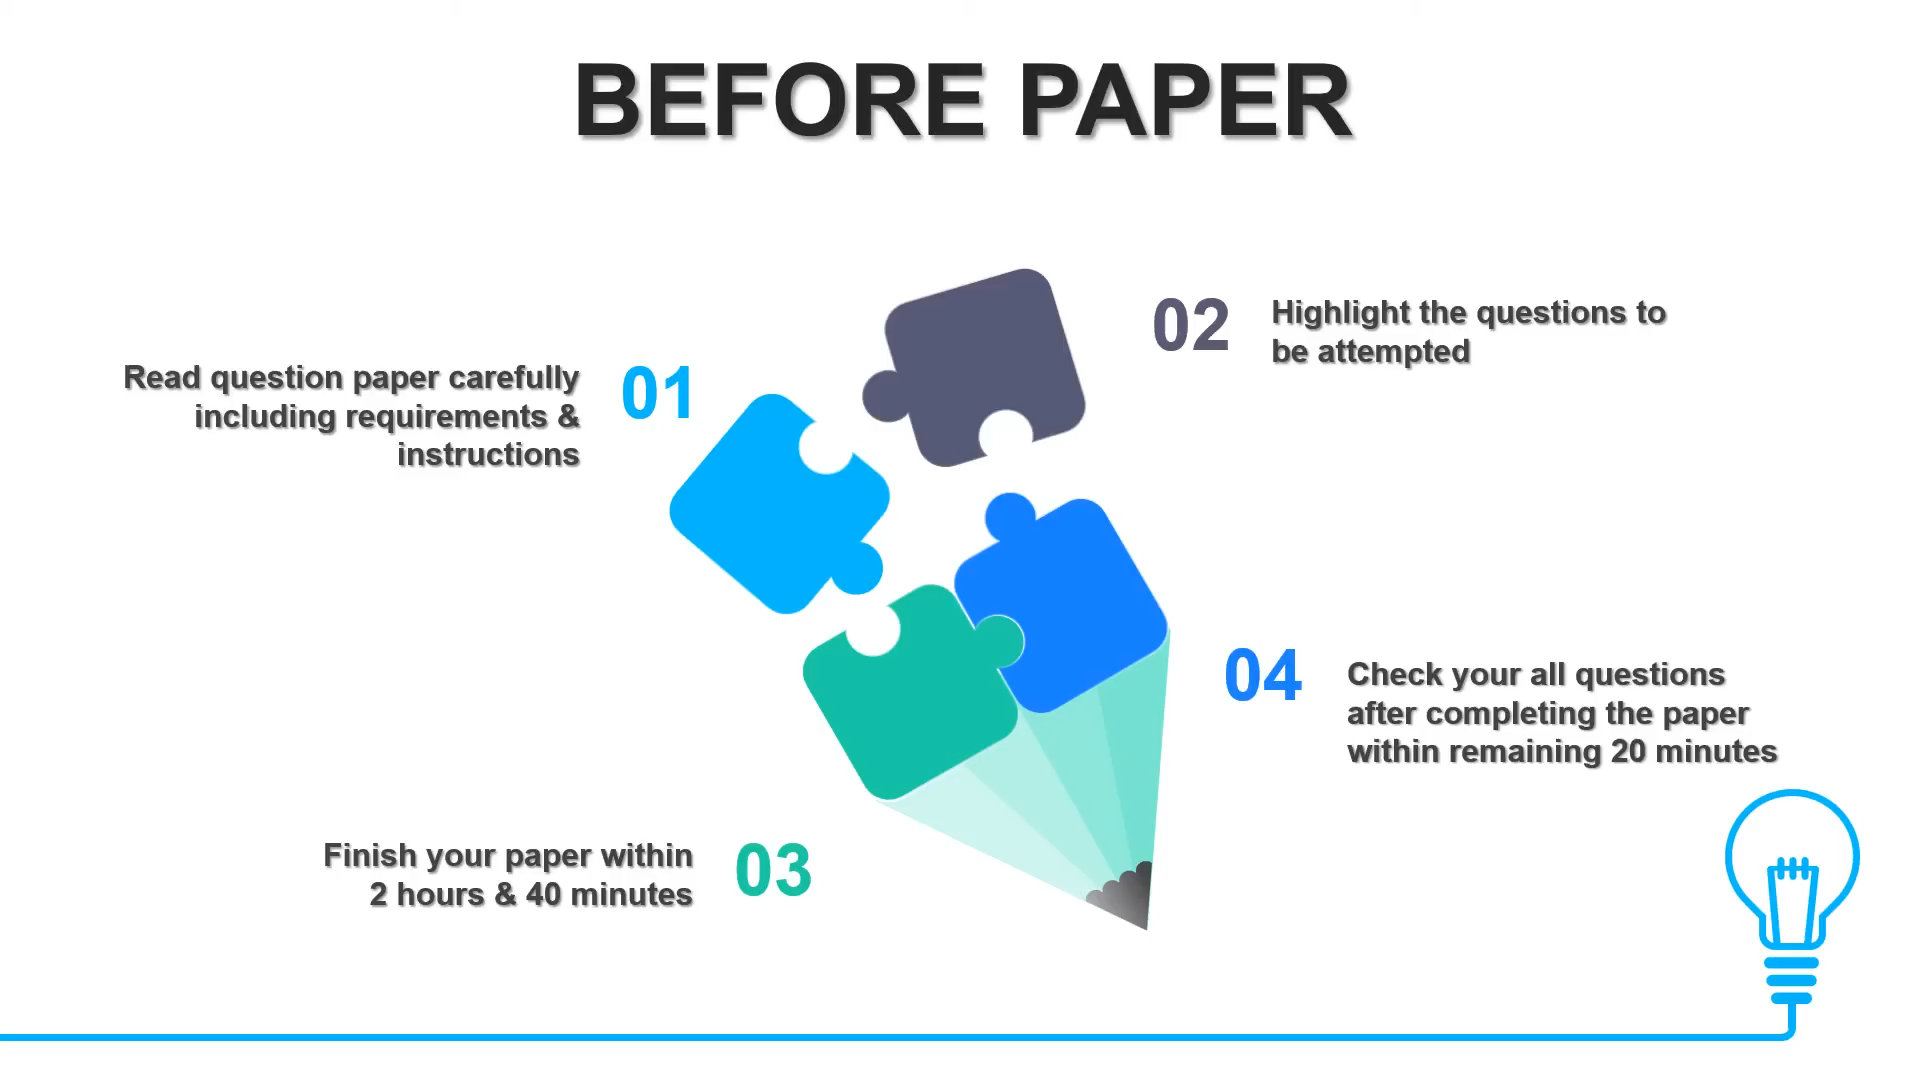 BEFORE PAPER
01
Read question paper carefully
including requirements &
instructions
02
Highlight the questions to
be attempted
03
Finish your paper within
2 hours & 40 minutes
04
Check your all questions
after completing the paper
within remaining 20 minutes